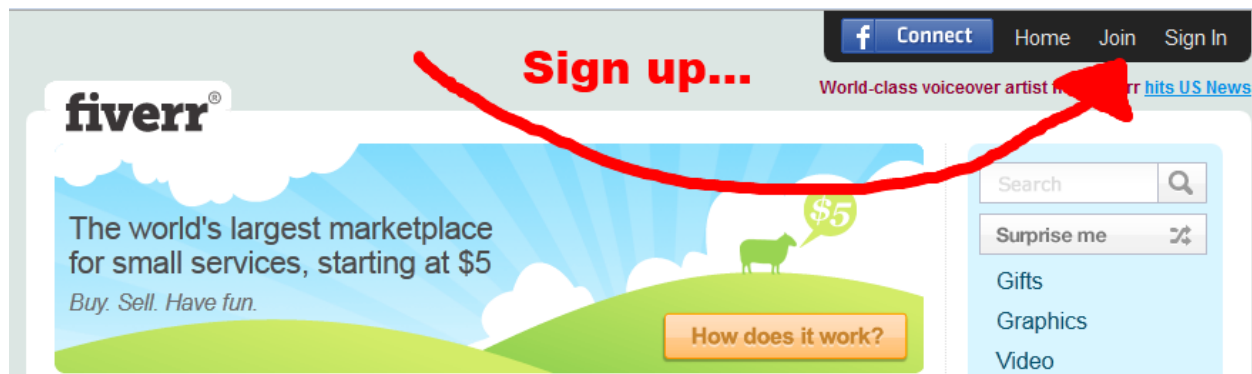 f Connect Home Join Sign In
Sign up...
World-class voiceover artist rr hits US News
fiverr®
The world's largest marketplace
for small services, starting at $5
Buy. Sell. Have fun.
$5
How does it work?
Search
Surprise me
Gifts
Graphics
Video